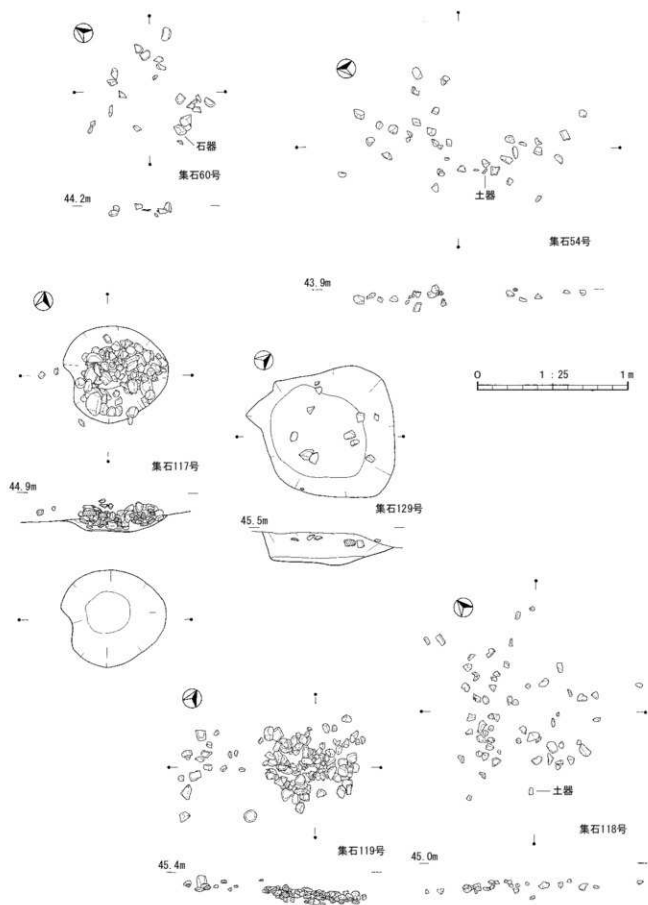 石器
集石60号
44.2m
土器
集石54号
43.9m
0 1:25 1m
集石117号
44.9m
集石129号
45.5m
土器
集石118号
45.0m
集石119号
45.4m